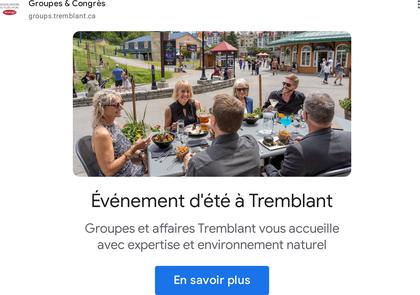 Groupes & Congrès
groups.tremblant.ca
Événement d'été à Tremblant
Groupes et affaires Tremblant vous accueille
avec expertise et environnement naturel
En savoir plus